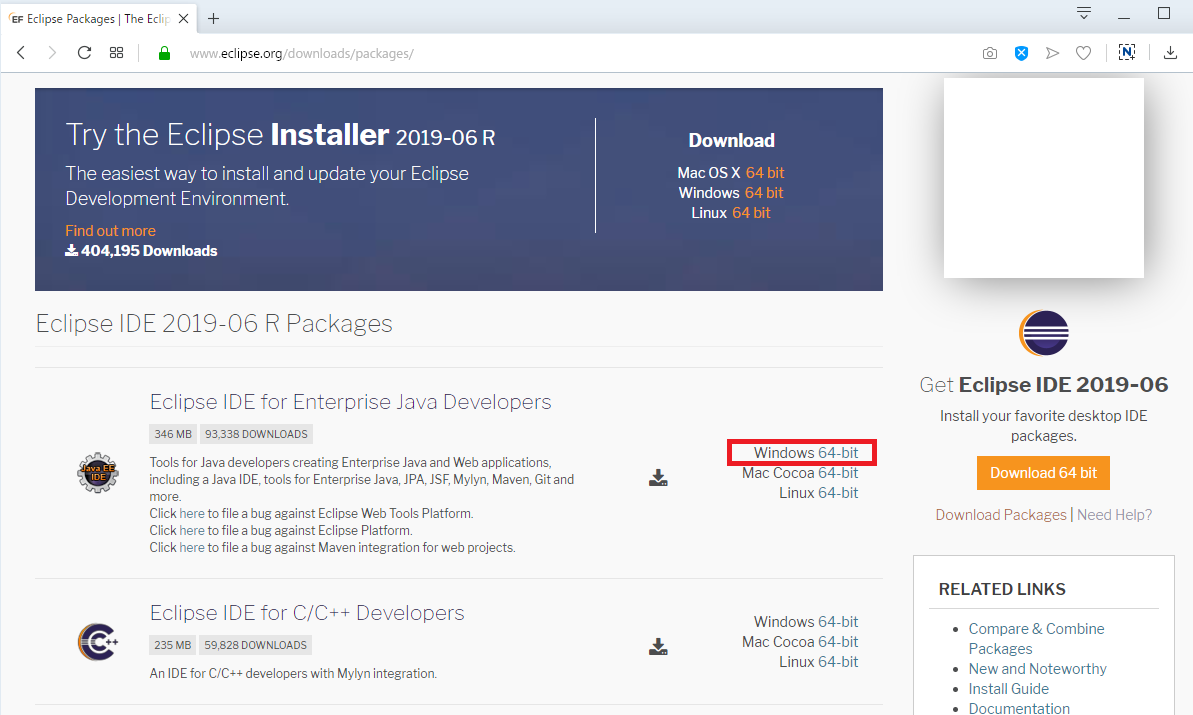 EF Eclipse Packages | The Eclip
www.eclipse.org/downloads/packages/
N
Try the Eclipse Installer 2019-06 R
The easiest way to install and update your Eclipse
Development Environment.
Find out more
404,195 Downloads
Download
Mac OS X 64 bit
Windows 64 bit
Linux 64 bit
Eclipse IDE 2019-06 R Packages
Eclipse IDE for Enterprise Java Developers
346 MB 93,338 DOWNLOADS
Java EE
IDE
Tools for Java developers creating Enterprise Java and Web applications,
including a Java IDE, tools for Enterprise Java, JPA, JSF, Mylyn, Maven, Git and
more.
Click here to file a bug against Eclipse Web Tools Platform.
Click here to file a bug against Eclipse Platform.
Click here to file a bug against Maven integration for web projects.
Windows 64-bit
Mac Cocoa 64-bit
Linux 64-bit
Eclipse IDE for C/C++ Developers
235 MB 59,828 DOWNLOADS
C++
An IDE for C/C++ developers with Mylyn integration.
Windows 64-bit
Mac Cocoa 64-bit
Linux 64-bit
Get Eclipse IDE 2019-06
Install your favorite desktop IDE
packages.
Download 64 bit
Download Packages | Need Help?
RELATED LINKS
• Compare & Combine
Packages
• New and Noteworthy
• Install Guide
• Documentation